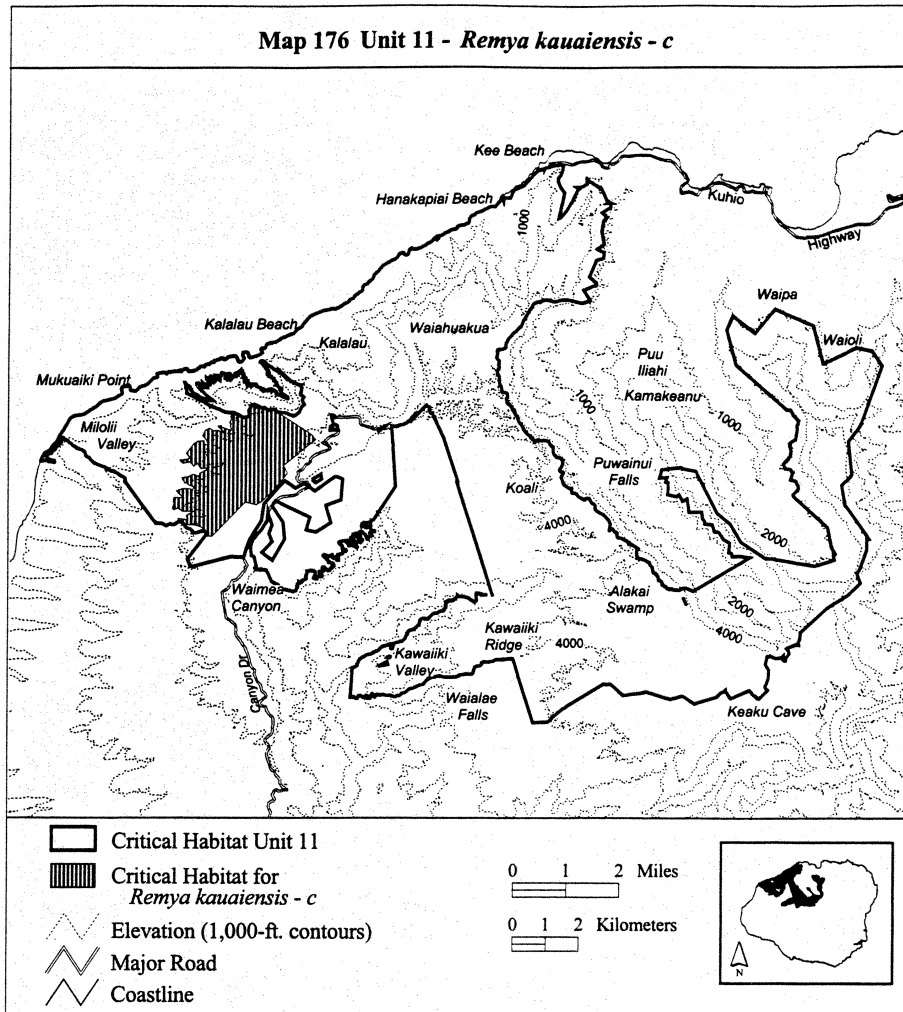 Map 176 Unit 11 - Remya kauaiensis - c
Kee Beach
Hanakapiai Beach
1000
Kuhio
Highway
Waipa
Kalalau Beach
Kalalau
Waiahuakua
Waioli
Puu
Iliahi
Mukuaiki Point
Kamakeanu
1000
1000
Milolii
Valley
Puwainui
Falls
Koali
4000
2000
Waimea
Canyon
Alakai
Swamp
2000
4000
Kawaiiki
Ridge
4000
Kawaiiki
Valley
Waialae
Falls
Keaku Cave
Canyon Dr
Critical Habitat Unit 11
Critical Habitat for
Remya kauaiensis - c
Elevation (1,000-ft. contours)
Major Road
Coastline
0 1 2 Miles
0 1 2 Kilometers
N